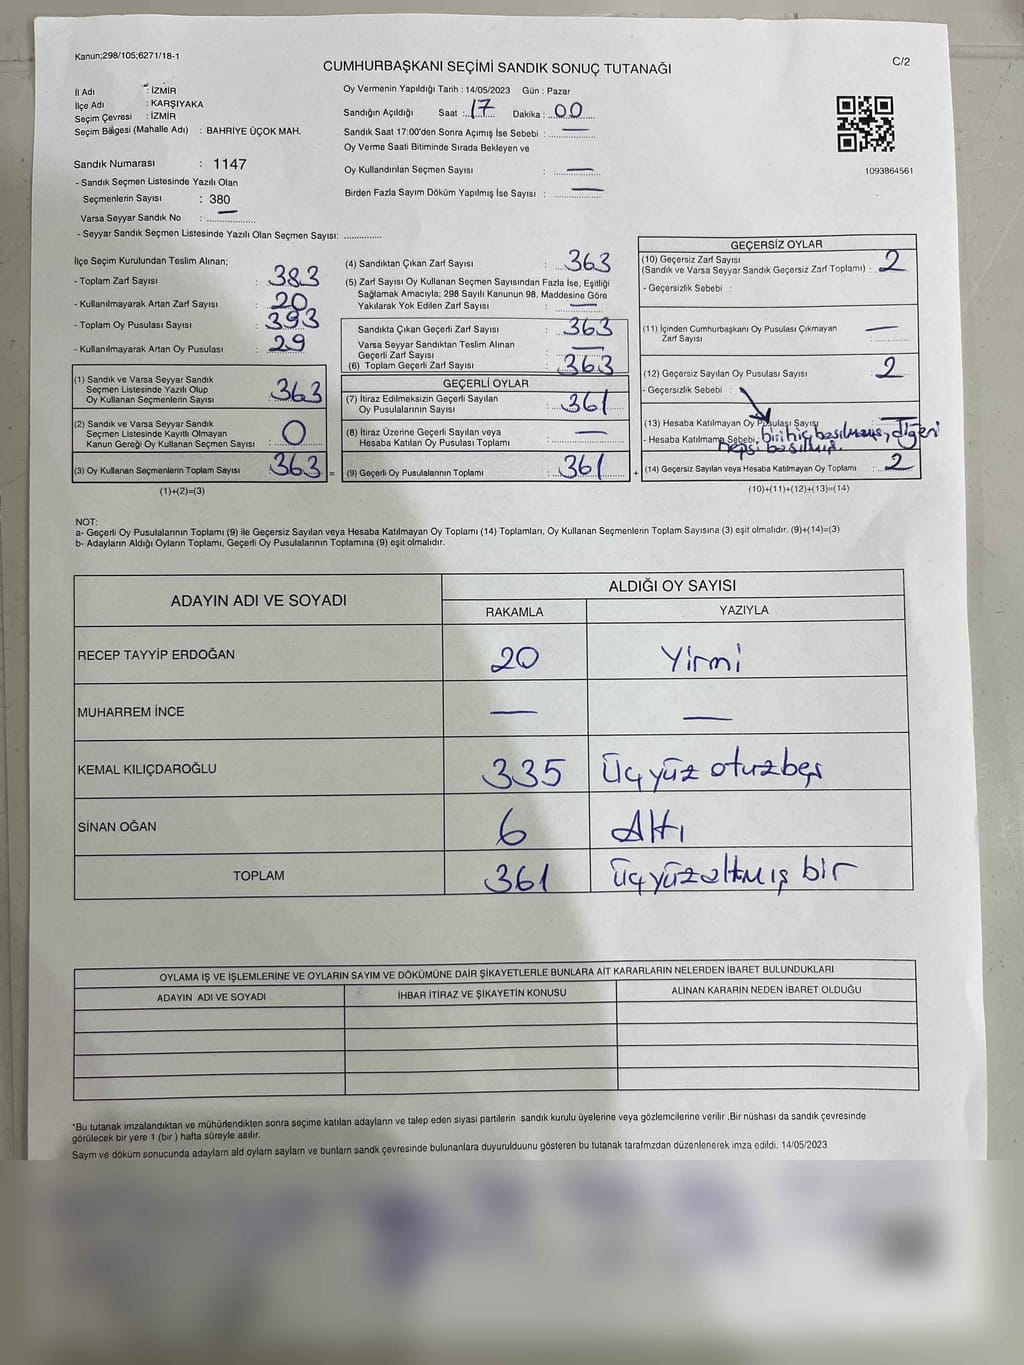 Kanun;298/105;6271/18-1
C/2
CUMHURBAŞKANI SEÇİMİ SANDIK SONUÇ TUTANAĞI
İl Adı : İZMİR
İlçe Adı : KARŞIYAKA
Seçim Çevresi : İZMİR
Seçim Bölgesi (Mahalle Adı) : BAHRİYE ÜÇOK MAH.
Sandık Numarası : 1147
- Sandık Seçmen Listesinde Yazılı Olan
Seçmenlerin Sayısı : 380
Varsa Seyyar Sandık No : —
- Seyyar Sandık Seçmen Listesinde Yazılı Olan Seçmen Sayısı: ..............
Oy Vermenin Yapıldığı Tarih : 14/05/2023 Gün : Pazar
Sandığın Açıldığı Saat : 17 Dakika : 00
Sandık Saat 17:00'den Sonra Açımış İse Sebebi : —
Oy Verme Saati Bitiminde Sırada Bekleyen ve
Oy Kullandırılan Seçmen Sayısı : —
Birden Fazla Sayım Döküm Yapılmış İse Sayısı : —
1093864561
İlçe Seçim Kurulundan Teslim Alınan;
- Toplam Zarf Sayısı : 383
- Kullanılmayarak Artan Zarf Sayısı : 20
- Toplam Oy Pusulası Sayısı : 393
- Kullanılmayarak Artan Oy Pusulası : 29
(1) Sandık ve Varsa Seyyar Sandık
Seçmen Listesinde Yazılı Olup
Oy Kullanan Seçmenlerin Sayısı : 363
(2) Sandık ve Varsa Seyyar Sandık
Seçmen Listesinde Kayıtlı Olmayan
Kanun Gereği Oy Kullanan Seçmen Sayısı : 0
(3) Oy Kullanan Seçmenlerin Toplam Sayısı : 363 =
(1)+(2)=(3)
(4) Sandıktan Çıkan Zarf Sayısı : 363
(5) Zarf Sayısı Oy Kullanan Seçmen Sayısından Fazla İse, Eşitliği
Sağlamak Amacıyla; 298 Sayılı Kanunun 98. Maddesine Göre
Yakılarak Yok Edilen Zarf Sayısı : —
Sandıkta Çıkan Geçerli Zarf Sayısı : 363
Varsa Seyyar Sandıktan Teslim Alınan
Geçerli Zarf Sayısı : —
(6) Toplam Geçerli Zarf Sayısı : 363
GEÇERLİ OYLAR
(7) İtiraz Edilmeksizin Geçerli Sayılan
Oy Pusulalarının Sayısı : 361
(8) İtiraz Üzerine Geçerli Sayılan veya
Hesaba Katılan Oy Pusulası Toplamı : —
(9) Geçerli Oy Pusulalarının Toplamı : 361 +
GEÇERSİZ OYLAR
(10) Geçersiz Zarf Sayısı
(Sandık ve Varsa Seyyar Sandık Geçersiz Zarf Toplamı) : 2
- Geçersizlik Sebebi :
(11) İçinden Cumhurbaşkanı Oy Pusulası Çıkmayan
Zarf Sayısı : —
(12) Geçersiz Sayılan Oy Pusulası Sayısı : 2
- Geçersizlik Sebebi :
(13) Hesaba Katılmayan Oy Pusulası Sayısı —
- Hesaba Katılmama Sebebi, biri hiç basılmamış, diğeri
hepsi basılmış.
(14) Geçersiz Sayılan veya Hesaba Katılmayan Oy Toplamı : 2
(10)+(11)+(12)+(13)=(14)
NOT:
a- Geçerli Oy Pusulalarının Toplamı (9) ile Geçersiz Sayılan veya Hesaba Katılmayan Oy Toplamı (14) Toplamları, Oy Kullanan Seçmenlerin Toplam Sayısına (3) eşit olmalıdır. (9)+(14)=(3)
b- Adayların Aldığı Oyların Toplamı, Geçerli Oy Pusulalarının Toplamına (9) eşit olmalıdır.
ADAYIN ADI VE SOYADI
ALDIĞI OY SAYISI
RAKAMLA YAZIYLA
RECEP TAYYİP ERDOĞAN 20 Yirmi
MUHARREM İNCE — —
KEMAL KILIÇDAROĞLU 335 Üçyüz otuzbeş
SİNAN OĞAN 6 Altı
TOPLAM 361 üçyüzaltmış bir
OYLAMA İŞ VE İŞLEMLERİNE VE OYLARIN SAYIM VE DÖKÜMÜNE DAİR ŞİKAYETLERLE BUNLARA AİT KARARLARIN NELERDEN İBARET BULUNDUKLARI
ADAYIN ADI VE SOYADI İHBAR İTİRAZ VE ŞİKAYETİN KONUSU ALINAN KARARIN NEDEN İBARET OLDUĞU
*Bu tutanak imzalandıktan ve mühürlendikten sonra seçime katılan adayların ve talep eden siyasi partilerin sandık kurulu üyelerine veya gözlemcilerine verilir .Bir nüshası da sandık çevresinde
görülecek bir yere 1 (bir ) hafta süreyle asılır.
Saym ve döküm sonucunda adaylarn ald oylarn saylarn ve bunlarn sandk çevresinde bulunanlara duyurulduunu gösteren bu tutanak tarafmzdan düzenlenerek imza edildi. 14/05/2023